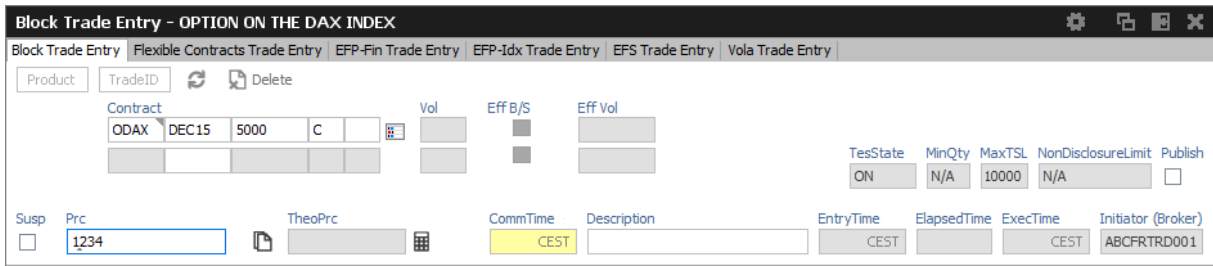 Block Trade Entry - OPTION ON THE DAX INDEX
Block Trade Entry Flexible Contracts Trade Entry EFP-Fin Trade Entry EFP-Idx Trade Entry EFS Trade Entry Vola Trade Entry
Product TradeID Delete
Contract Vol Eff B/S Eff Vol
ODAX DEC15 5000 C
TesState MinQty MaxTSL NonDisclosureLimit Publish
ON N/A 10000 N/A
Susp Prc TheoPrc CommTime Description EntryTime ElapsedTime ExecTime Initiator (Broker)
1234 CEST CEST CEST ABCFRTRD001